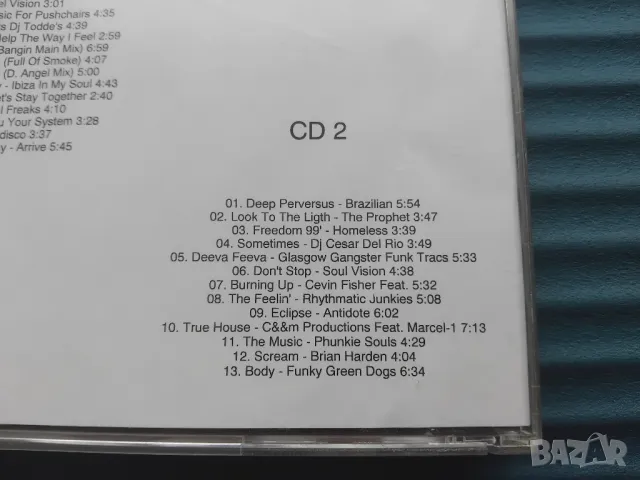 el Vision 3:01
sic For Pushchairs 4:35
s Dj Todde's 4:39
Help The Way I Feel 2:59
Bangin Main Mix) 6:59
(Full Of Smoke) 4:07
(D. Angel Mix) 5:00
y - Ibiza In My Soul 4:43
t's Stay Together 2:40
l Freaks 4:10
u Your System 3:28
disco 3:37
y - Arrive 5:45
CD 2
01. Deep Perversus - Brazilian 5:54
02. Look To The Ligth - The Prophet 3:47
03. Freedom 99' - Homeless 3:39
04. Sometimes - Dj Cesar Del Rio 3:49
05. Deeva Feeva - Glasgow Gangster Funk Tracs 5:33
06. Don't Stop - Soul Vision 4:38
07. Burning Up - Cevin Fisher Feat. 5:32
08. The Feelin' - Rhythmatic Junkies 5:08
09. Eclipse - Antidote 6:02
10. True House - C&&m Productions Feat. Marcel-1 7:13
11. The Music - Phunkie Souls 4:29
12. Scream - Brian Harden 4:04
13. Body - Funky Green Dogs 6:34
BAZAR